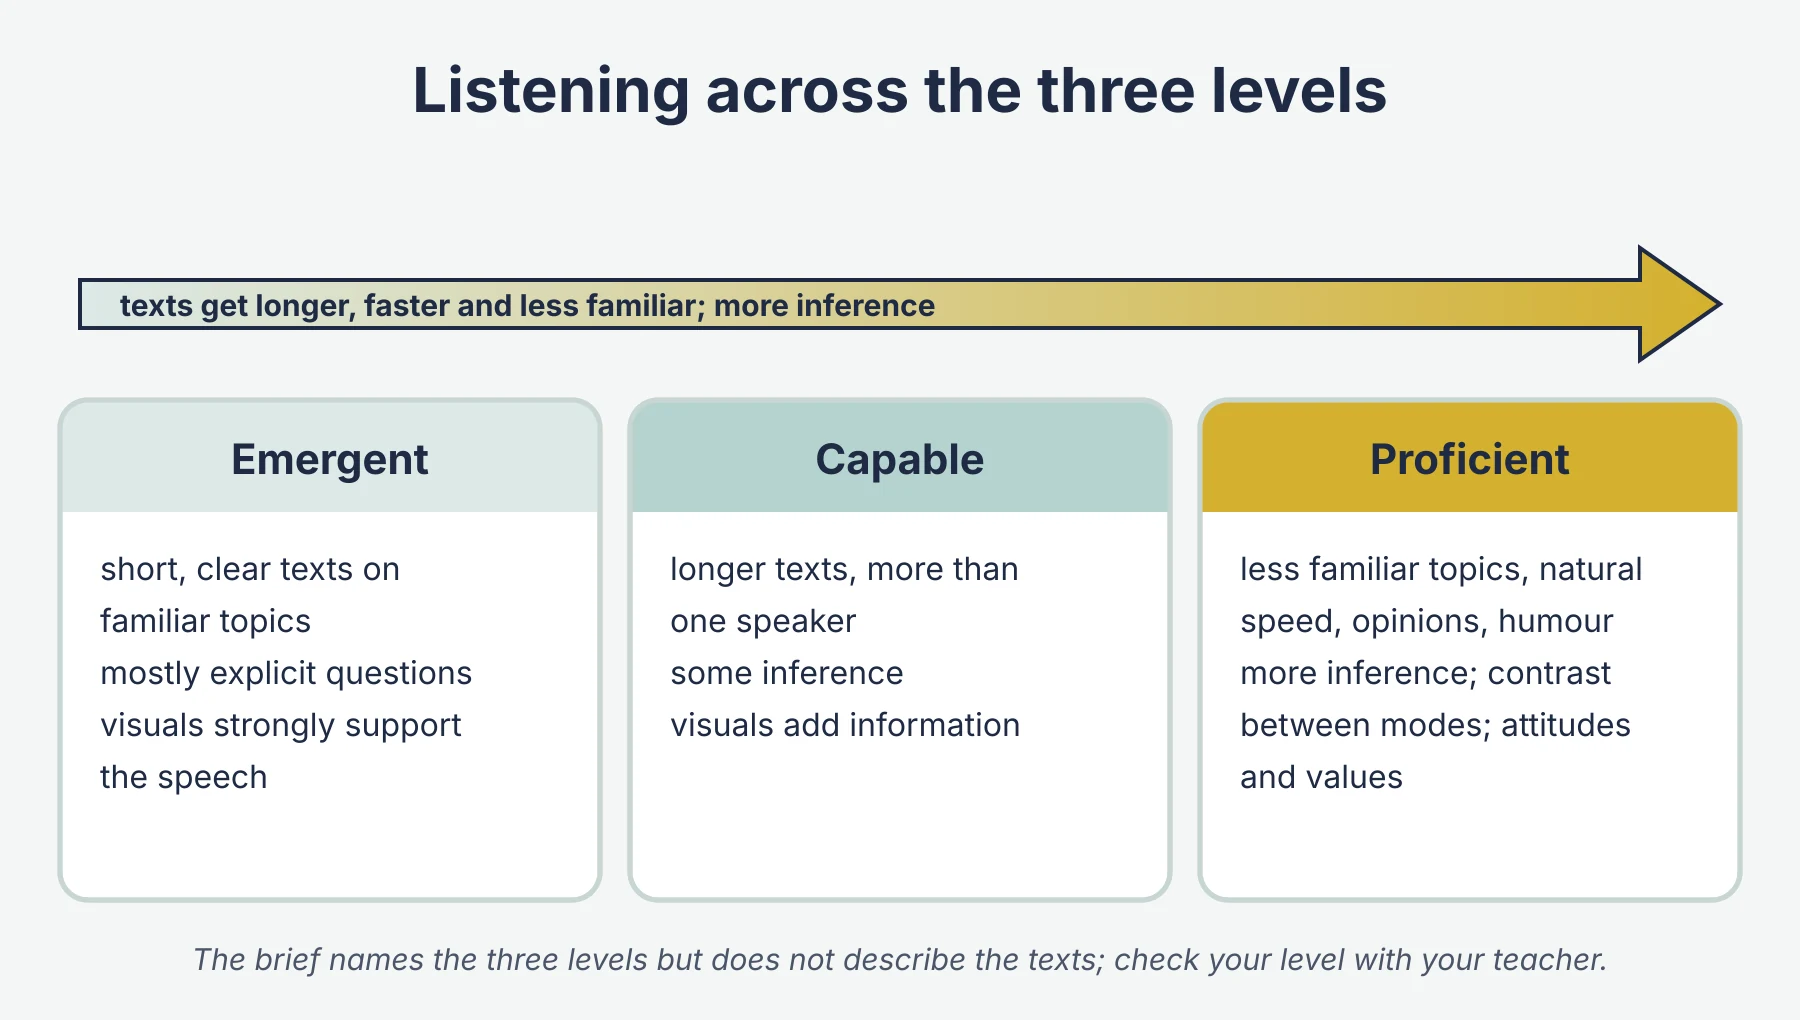 Listening across the three levels
texts get longer, faster and less familiar; more inference
Emergent
short, clear texts on
familiar topics
mostly explicit questions
visuals strongly support
the speech
Capable
longer texts, more than
one speaker
some inference
visuals add information
Proficient
less familiar topics, natural
speed, opinions, humour
more inference; contrast
between modes; attitudes
and values
The brief names the three levels but does not describe the texts; check your level with your teacher.